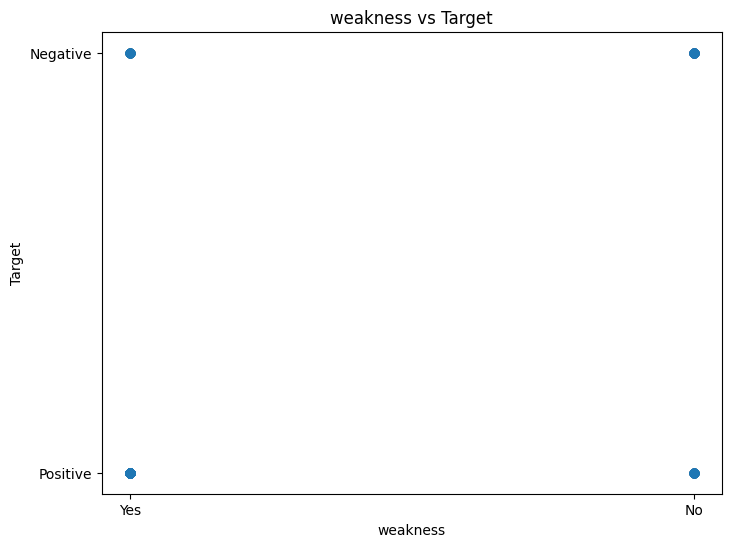 weakness vs Target
Negative
Target
Positive
Yes
No
weakness